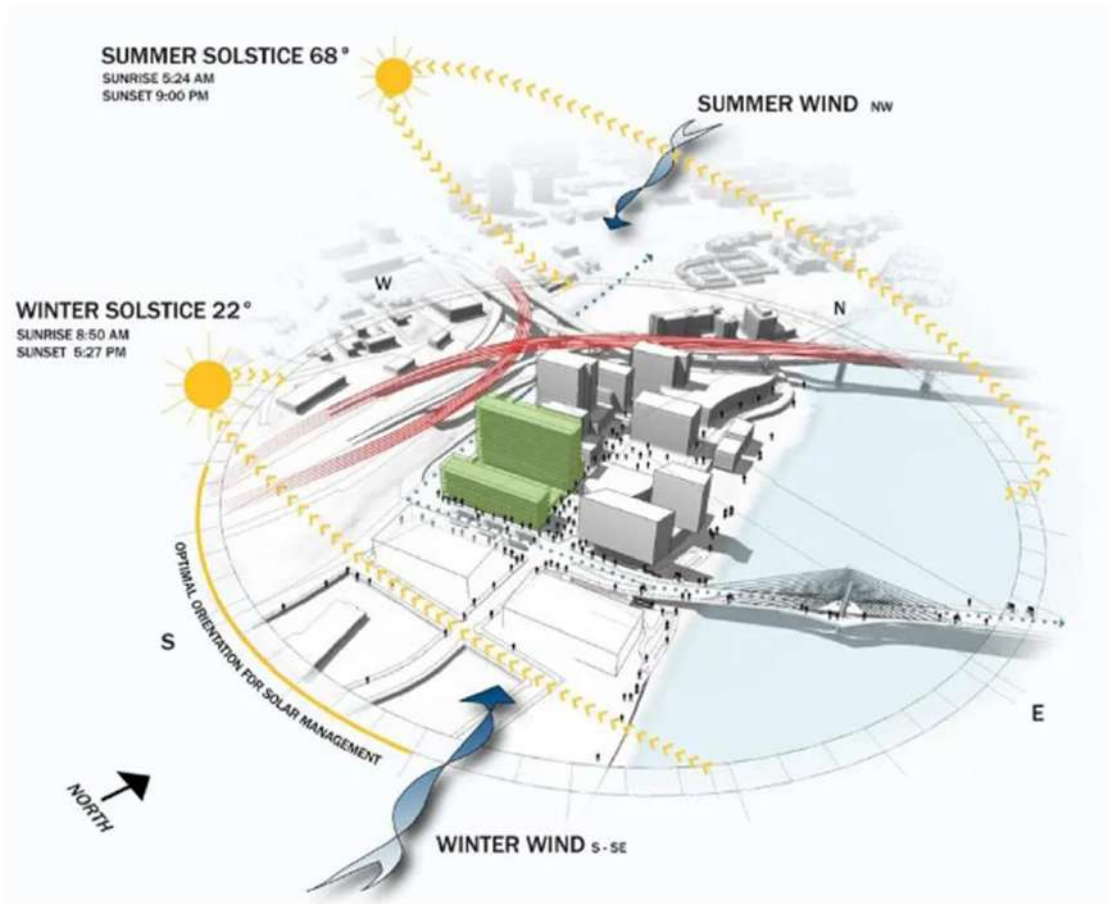 SUMMER SOLSTICE 68°
SUNRISE 5:24 AM
SUNSET 9:00 PM
SUMMER WIND NW
W
WINTER SOLSTICE 22°
SUNRISE 8:50 AM
SUNSET 5:27 PM
N
OPTIMAL ORIENTATION FOR SOLAR MANAGEMENT
S
E
NORTH
WINTER WIND S - SE